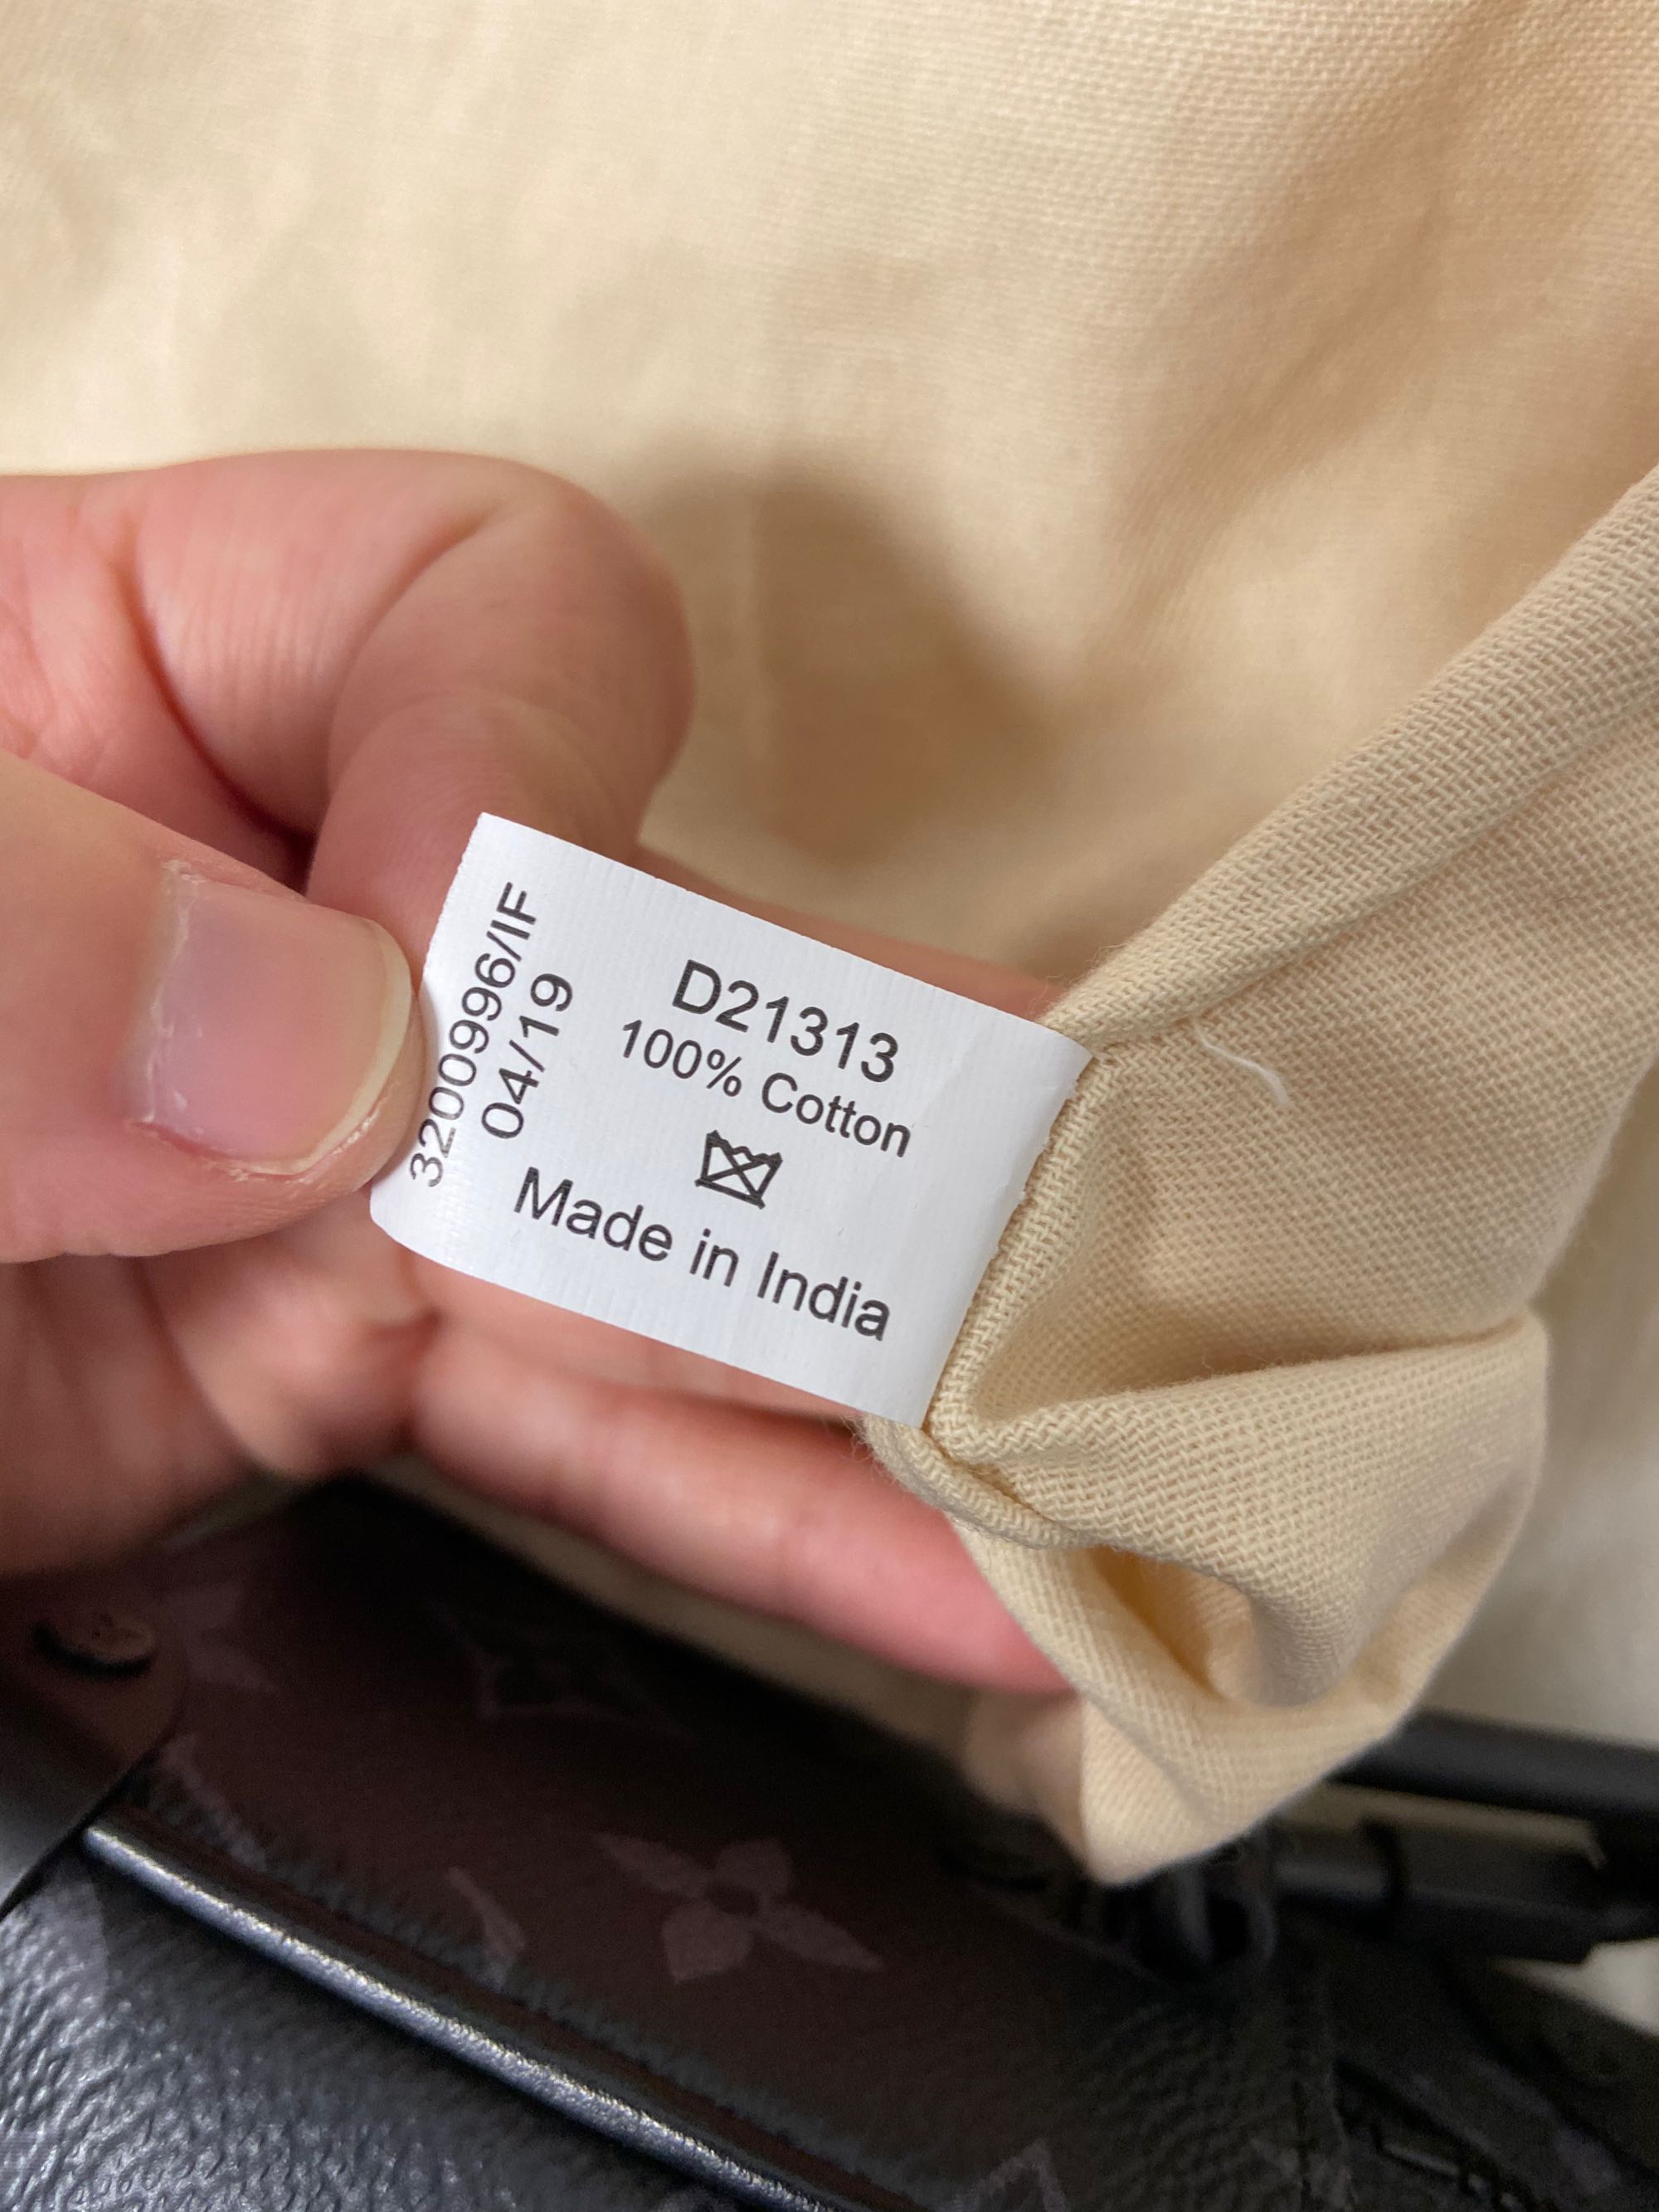 D21313
100% Cotton
Made in India
3200996/IF
04/19